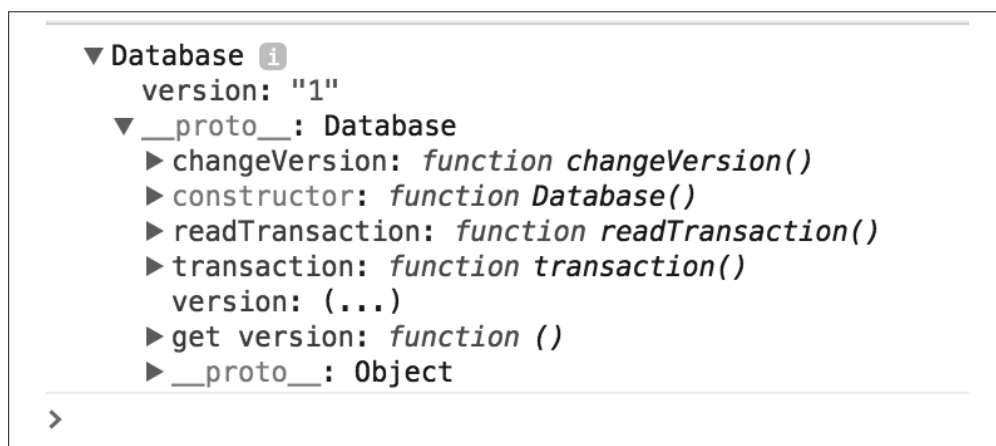 ▼ Database i
version: "1"
▼ __proto__: Database
▶ changeVersion: function changeVersion()
▶ constructor: function Database()
▶ readTransaction: function readTransaction()
▶ transaction: function transaction()
version: (...)
▶ get version: function ()
▶ __proto__: Object
>